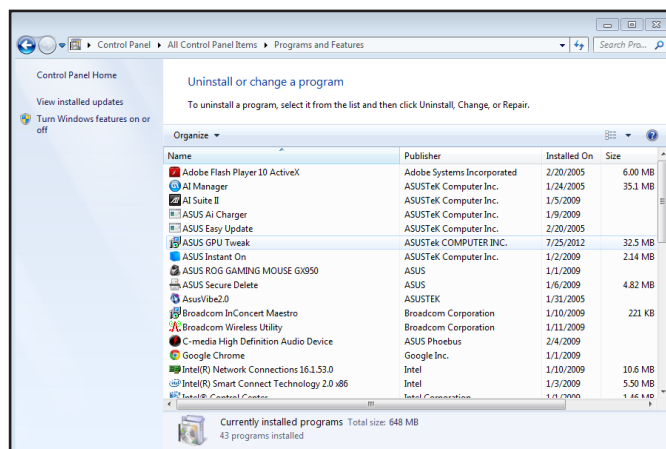 Control Panel ▸ All Control Panel Items ▸ Programs and Features
Search Pro...
Control Panel Home
View installed updates
Turn Windows features on or
off
Uninstall or change a program
To uninstall a program, select it from the list and then click Uninstall, Change, or Repair.
Organize
Name Publisher Installed On Size
Adobe Flash Player 10 ActiveX Adobe Systems Incorporated 2/20/2005 6.00 MB
AI Manager ASUSTeK Computer Inc. 1/24/2005 35.1 MB
AI Suite II ASUSTeK Computer Inc. 1/5/2009
ASUS Ai Charger ASUSTeK Computer Inc. 1/9/2009
ASUS Easy Update ASUSTeK Computer Inc. 2/20/2005
ASUS GPU Tweak ASUSTek COMPUTER INC. 7/25/2012 32.5 MB
ASUS Instant On ASUSTeK Computer Inc. 1/2/2009 2.14 MB
ASUS ROG GAMING MOUSE GX950 ASUS 1/1/2009
ASUS Secure Delete ASUS 1/6/2009 4.82 MB
AsusVibe2.0 ASUSTEK 1/31/2005
Broadcom InConcert Maestro Broadcom Corporation 1/10/2009 221 KB
Broadcom Wireless Utility Broadcom Corporation 1/11/2009
C-media High Definition Audio Device ASUS Phoebus 2/4/2009
Google Chrome Google Inc. 1/1/2009
Intel(R) Network Connections 16.1.53.0 Intel 1/10/2009 10.6 MB
Intel(R) Smart Connect Technology 2.0 x86 Intel 1/3/2009 5.50 MB
Intel® Control Center Intel Corporation 1/1/2009 1.46 MB
Currently installed programs Total size: 648 MB
43 programs installed